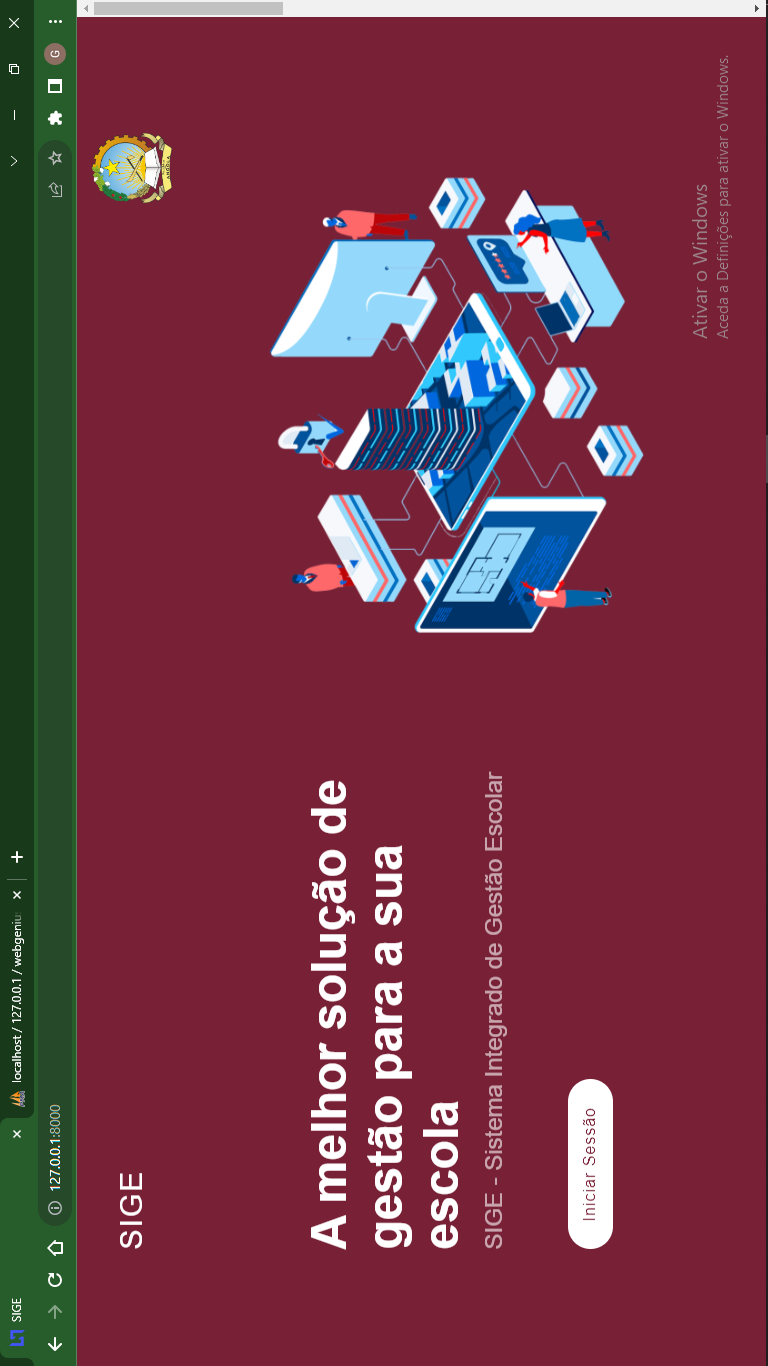 SIGE
localhost / 127.0.0.1 / webgeniu
127.0.0.1:8000
G
SIGE
A melhor solução de
gestão para a sua
escola
SIGE - Sistema Integrado de Gestão Escolar
Iniciar Sessão
Ativar o Windows
Aceda a Definições para ativar o Windows.